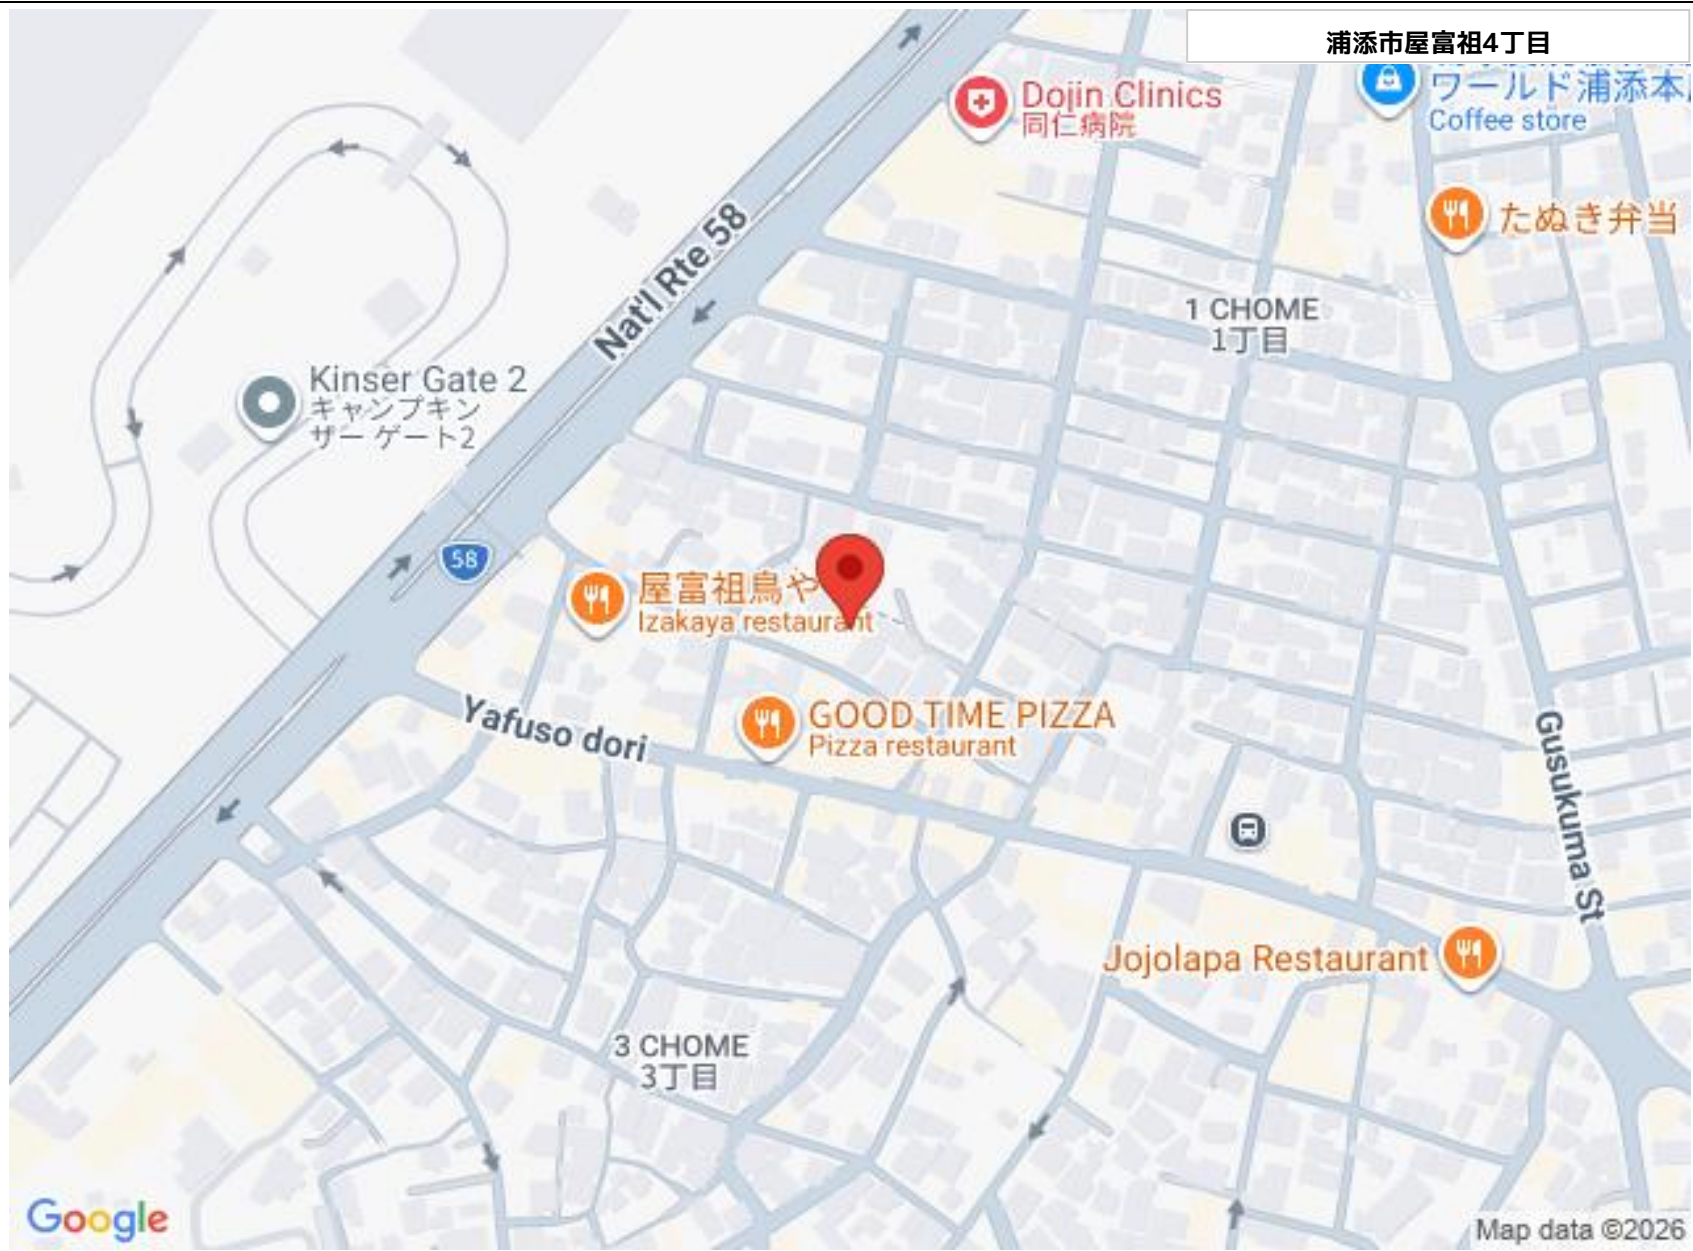 浦添市屋富祖4丁目
ワールド浦添本
Coffee store
Dojin Clinics
同仁病院
たぬき弁当
Nat'l Rte 58
1 CHOME
1丁目
Kinser Gate 2
キャンプキン
ザー ゲート2
58
屋富祖鳥や
Izakaya restaurant
GOOD TIME PIZZA
Pizza restaurant
Yafuso dori
Gusukuma St
Jojolapa Restaurant
3 CHOME
3丁目
Google
Map data ©2026